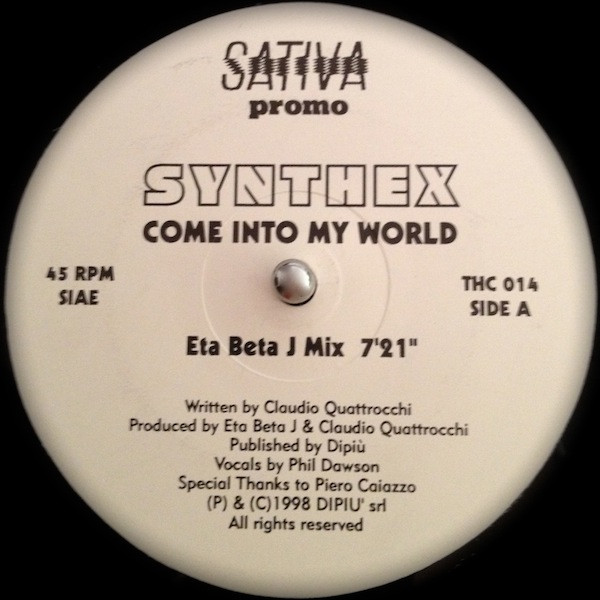 SATIVA
promo
SYNTHEX
COME INTO MY WORLD
45 RPM
SIAE
THC 014
SIDE A
Eta Beta J Mix 7'21"
Written by Claudio Quattrocchi
Produced by Eta Beta J & Claudio Quattrocchi
Published by Dipiù
Vocals by Phil Dawson
Special Thanks to Piero Caiazzo
(P) & (C)1998 DIPIU' srl
All rights reserved